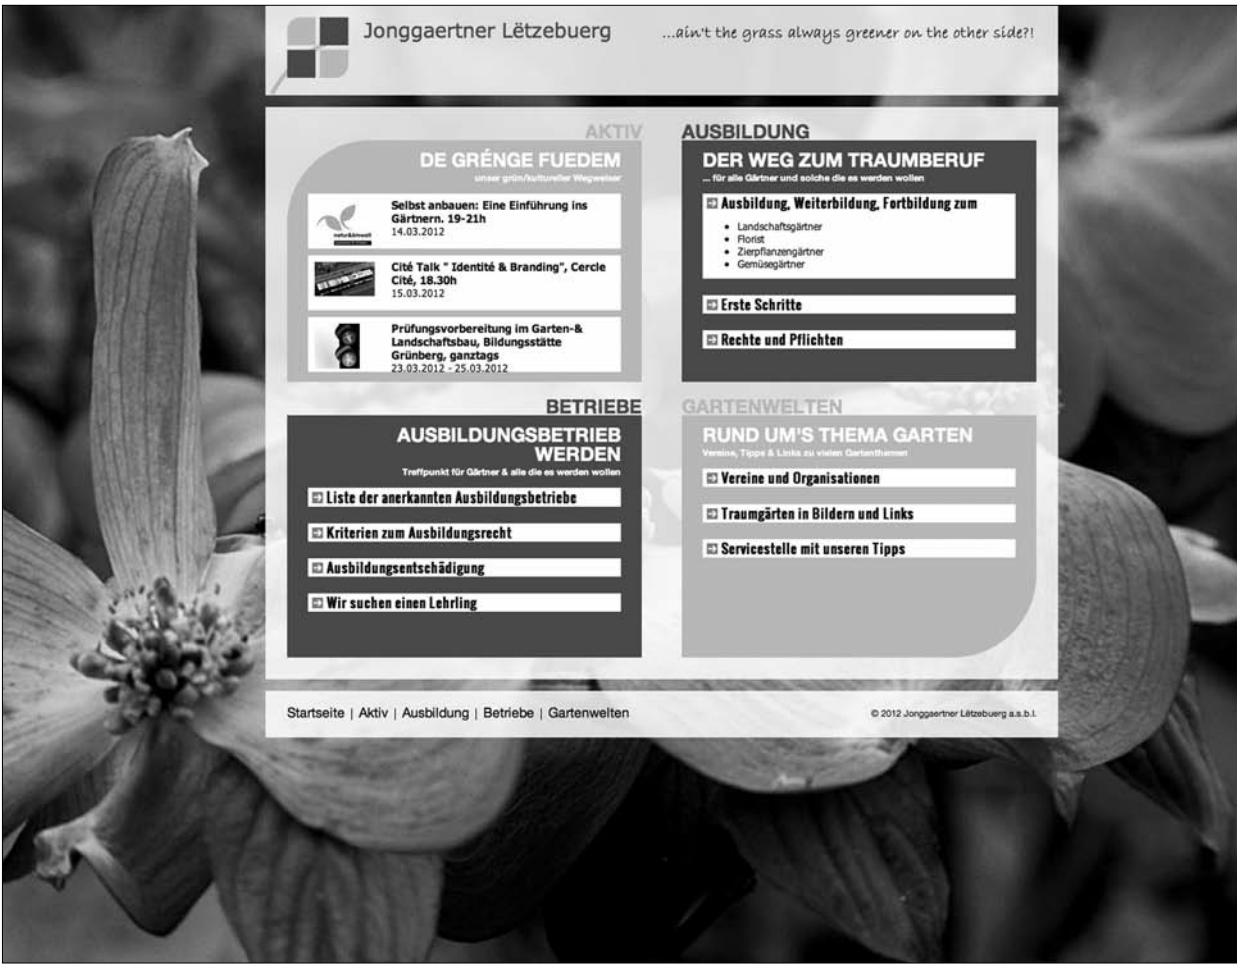 Jonggaertner Lëtzebuerg
...ain't the grass always greener on the other side?!
AKTIV
DE GRÉNGE FUEDEM
unser grün/kultureller Wegweiser
Selbst anbauen: Eine Einführung ins
Gärtnern. 19-21h
14.03.2012
natur&ëmwelt
Cité Talk " Identité & Branding", Cercle
Cité, 18.30h
15.03.2012
Prüfungsvorbereitung im Garten-&
Landschaftsbau, Bildungsstätte
Grünberg, ganztags
23.03.2012 - 25.03.2012
AUSBILDUNG
DER WEG ZUM TRAUMBERUF
... für alle Gärtner und solche die es werden wollen
Ausbildung, Weiterbildung, Fortbildung zum
• Landschaftsgärtner
• Florist
• Zierpflanzengärtner
• Gemüsegärtner
Erste Schritte
Rechte und Pflichten
BETRIEBE
AUSBILDUNGSBETRIEB
WERDEN
Treffpunkt für Gärtner & alle die es werden wollen
Liste der anerkannten Ausbildungsbetriebe
Kriterien zum Ausbildungsrecht
Ausbildungsentschädigung
Wir suchen einen Lehrling
GARTENWELTEN
RUND UM'S THEMA GARTEN
Vereine, Tipps & Links zu vielen Gartenthemen
Vereine und Organisationen
Traumgärten in Bildern und Links
Servicestelle mit unseren Tipps
Startseite | Aktiv | Ausbildung | Betriebe | Gartenwelten
© 2012 Jonggaertner Lëtzebuerg a.s.b.l.